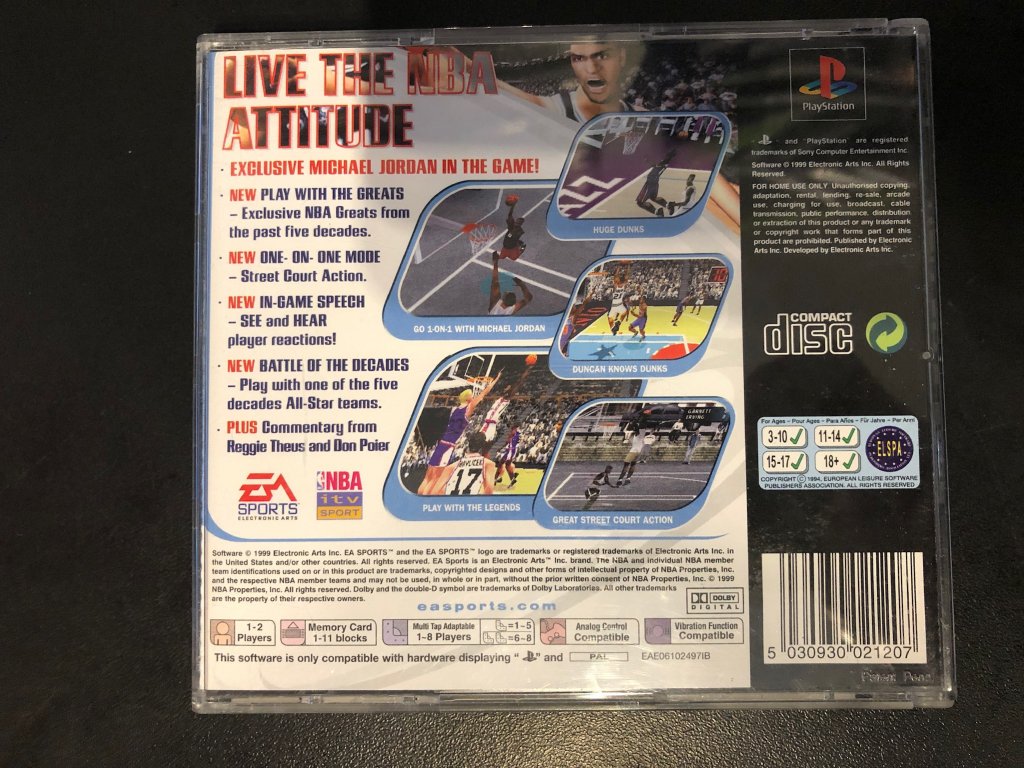 LIVE THE NBA
ATTITUDE
· EXCLUSIVE MICHAEL JORDAN IN THE GAME!
· NEW PLAY WITH THE GREATS
– Exclusive NBA Greats from
the past five decades.
· NEW ONE- ON- ONE MODE
– Street Court Action.
· NEW IN-GAME SPEECH
– SEE and HEAR
player reactions!
· NEW BATTLE OF THE DECADES
– Play with one of the five
decades All-Star teams.
· PLUS Commentary from
Reggie Theus and Don Poier
HUGE DUNKS
GO 1-ON-1 WITH MICHAEL JORDAN
DUNCAN KNOWS DUNKS
HAVLICEK
17
PLAY WITH THE LEGENDS
GARNETT
IRVING
GREAT STREET COURT ACTION
EA
SPORTS
ELECTRONIC ARTS
NBA
itv
SPORT
Software © 1999 Electronic Arts Inc. EA SPORTS™ and the EA SPORTS™ logo are trademarks or registered trademarks of Electronic Arts Inc. in
the United States and/or other countries. All rights reserved. EA Sports is an Electronic Arts™ Inc. brand. The NBA and individual NBA member
team identifications used on or in this product are trademarks, copyrighted designs and other forms of intellectual property of NBA Properties, Inc.
and the respective NBA member teams and may not be used, in whole or in part, without the prior written consent of NBA Properties, Inc. © 1999
NBA Properties, Inc. All rights reserved. Dolby and the double-D symbol are trademarks of Dolby Laboratories. All other trademarks
are the property of their respective owners.
easports.com
DOLBY
DIGITAL
1-2
Players
Memory Card
1-11 blocks
Multi Tap Adaptable
1-8 Players
=1-5
=6-8
Analog Control
Compatible
Vibration Function
Compatible
This software is only compatible with hardware displaying " " and PAL
EAE06102497IB
PlayStation
and "PlayStation" are registered
trademarks of Sony Computer Entertainment Inc.
Software © 1999 Electronic Arts Inc. All Rights
Reserved.
FOR HOME USE ONLY. Unauthorised copying,
adaptation, rental, lending, re-sale, arcade
use, charging for use, broadcast, cable
transmission, public performance, distribution
or extraction of this product or any trademark
or copyright work that forms part of this
product are prohibited. Published by Electronic
Arts Inc. Developed by Electronic Arts Inc.
COMPACT
disc
For Ages – Pour Ages – Para Años – Für Jahre – Per Anni
3-10 ✓ 11-14 ✓
15-17 ✓ 18+ ✓
ELSPA
COPYRIGHT © 1994, EUROPEAN LEISURE SOFTWARE
PUBLISHERS ASSOCIATION. ALL RIGHTS RESERVED
5 030930 021207
Patent Pend.